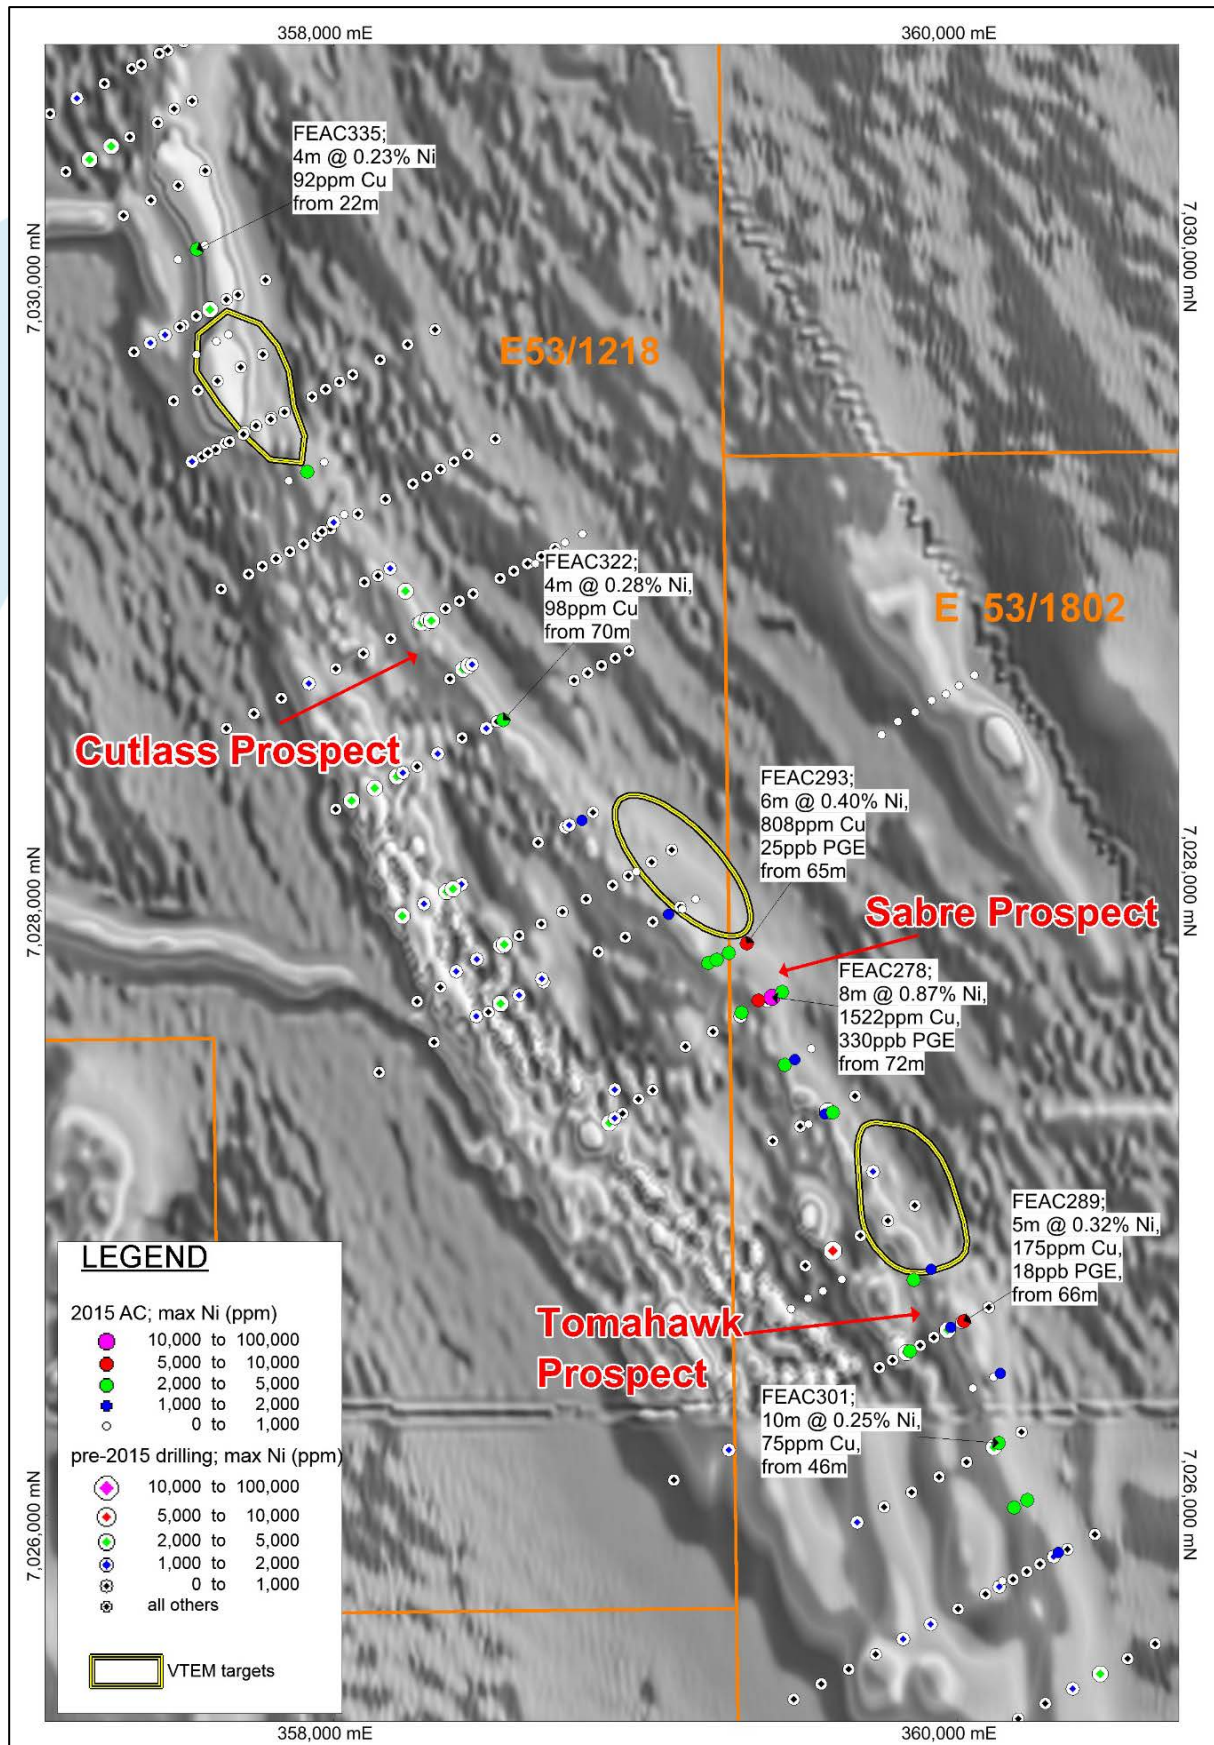 358,000 mE
360,000 mE
FEAC335;
4m @ 0.23% Ni
92ppm Cu
from 22m
7,030,000 mN
7,030,000 mN
E53/1218
FEAC322;
4m @ 0.28% Ni,
98ppm Cu
from 70m
E 53/1802
Cutlass Prospect
FEAC293;
6m @ 0.40% Ni,
808ppm Cu
25ppb PGE
from 65m
7,028,000 mN
7,028,000 mN
Sabre Prospect
FEAC278;
8m @ 0.87% Ni,
1522ppm Cu,
330ppb PGE
from 72m
FEAC289;
5m @ 0.32% Ni,
175ppm Cu,
18ppb PGE,
from 66m
Tomahawk
Prospect
FEAC301;
10m @ 0.25% Ni,
75ppm Cu,
from 46m
7,026,000 mN
7,026,000 mN
LEGEND
2015 AC; max Ni (ppm)
10,000 to 100,000
5,000 to 10,000
2,000 to 5,000
1,000 to 2,000
0 to 1,000
pre-2015 drilling; max Ni (ppm)
10,000 to 100,000
5,000 to 10,000
2,000 to 5,000
1,000 to 2,000
0 to 1,000
all others
VTEM targets
358,000 mE
360,000 mE